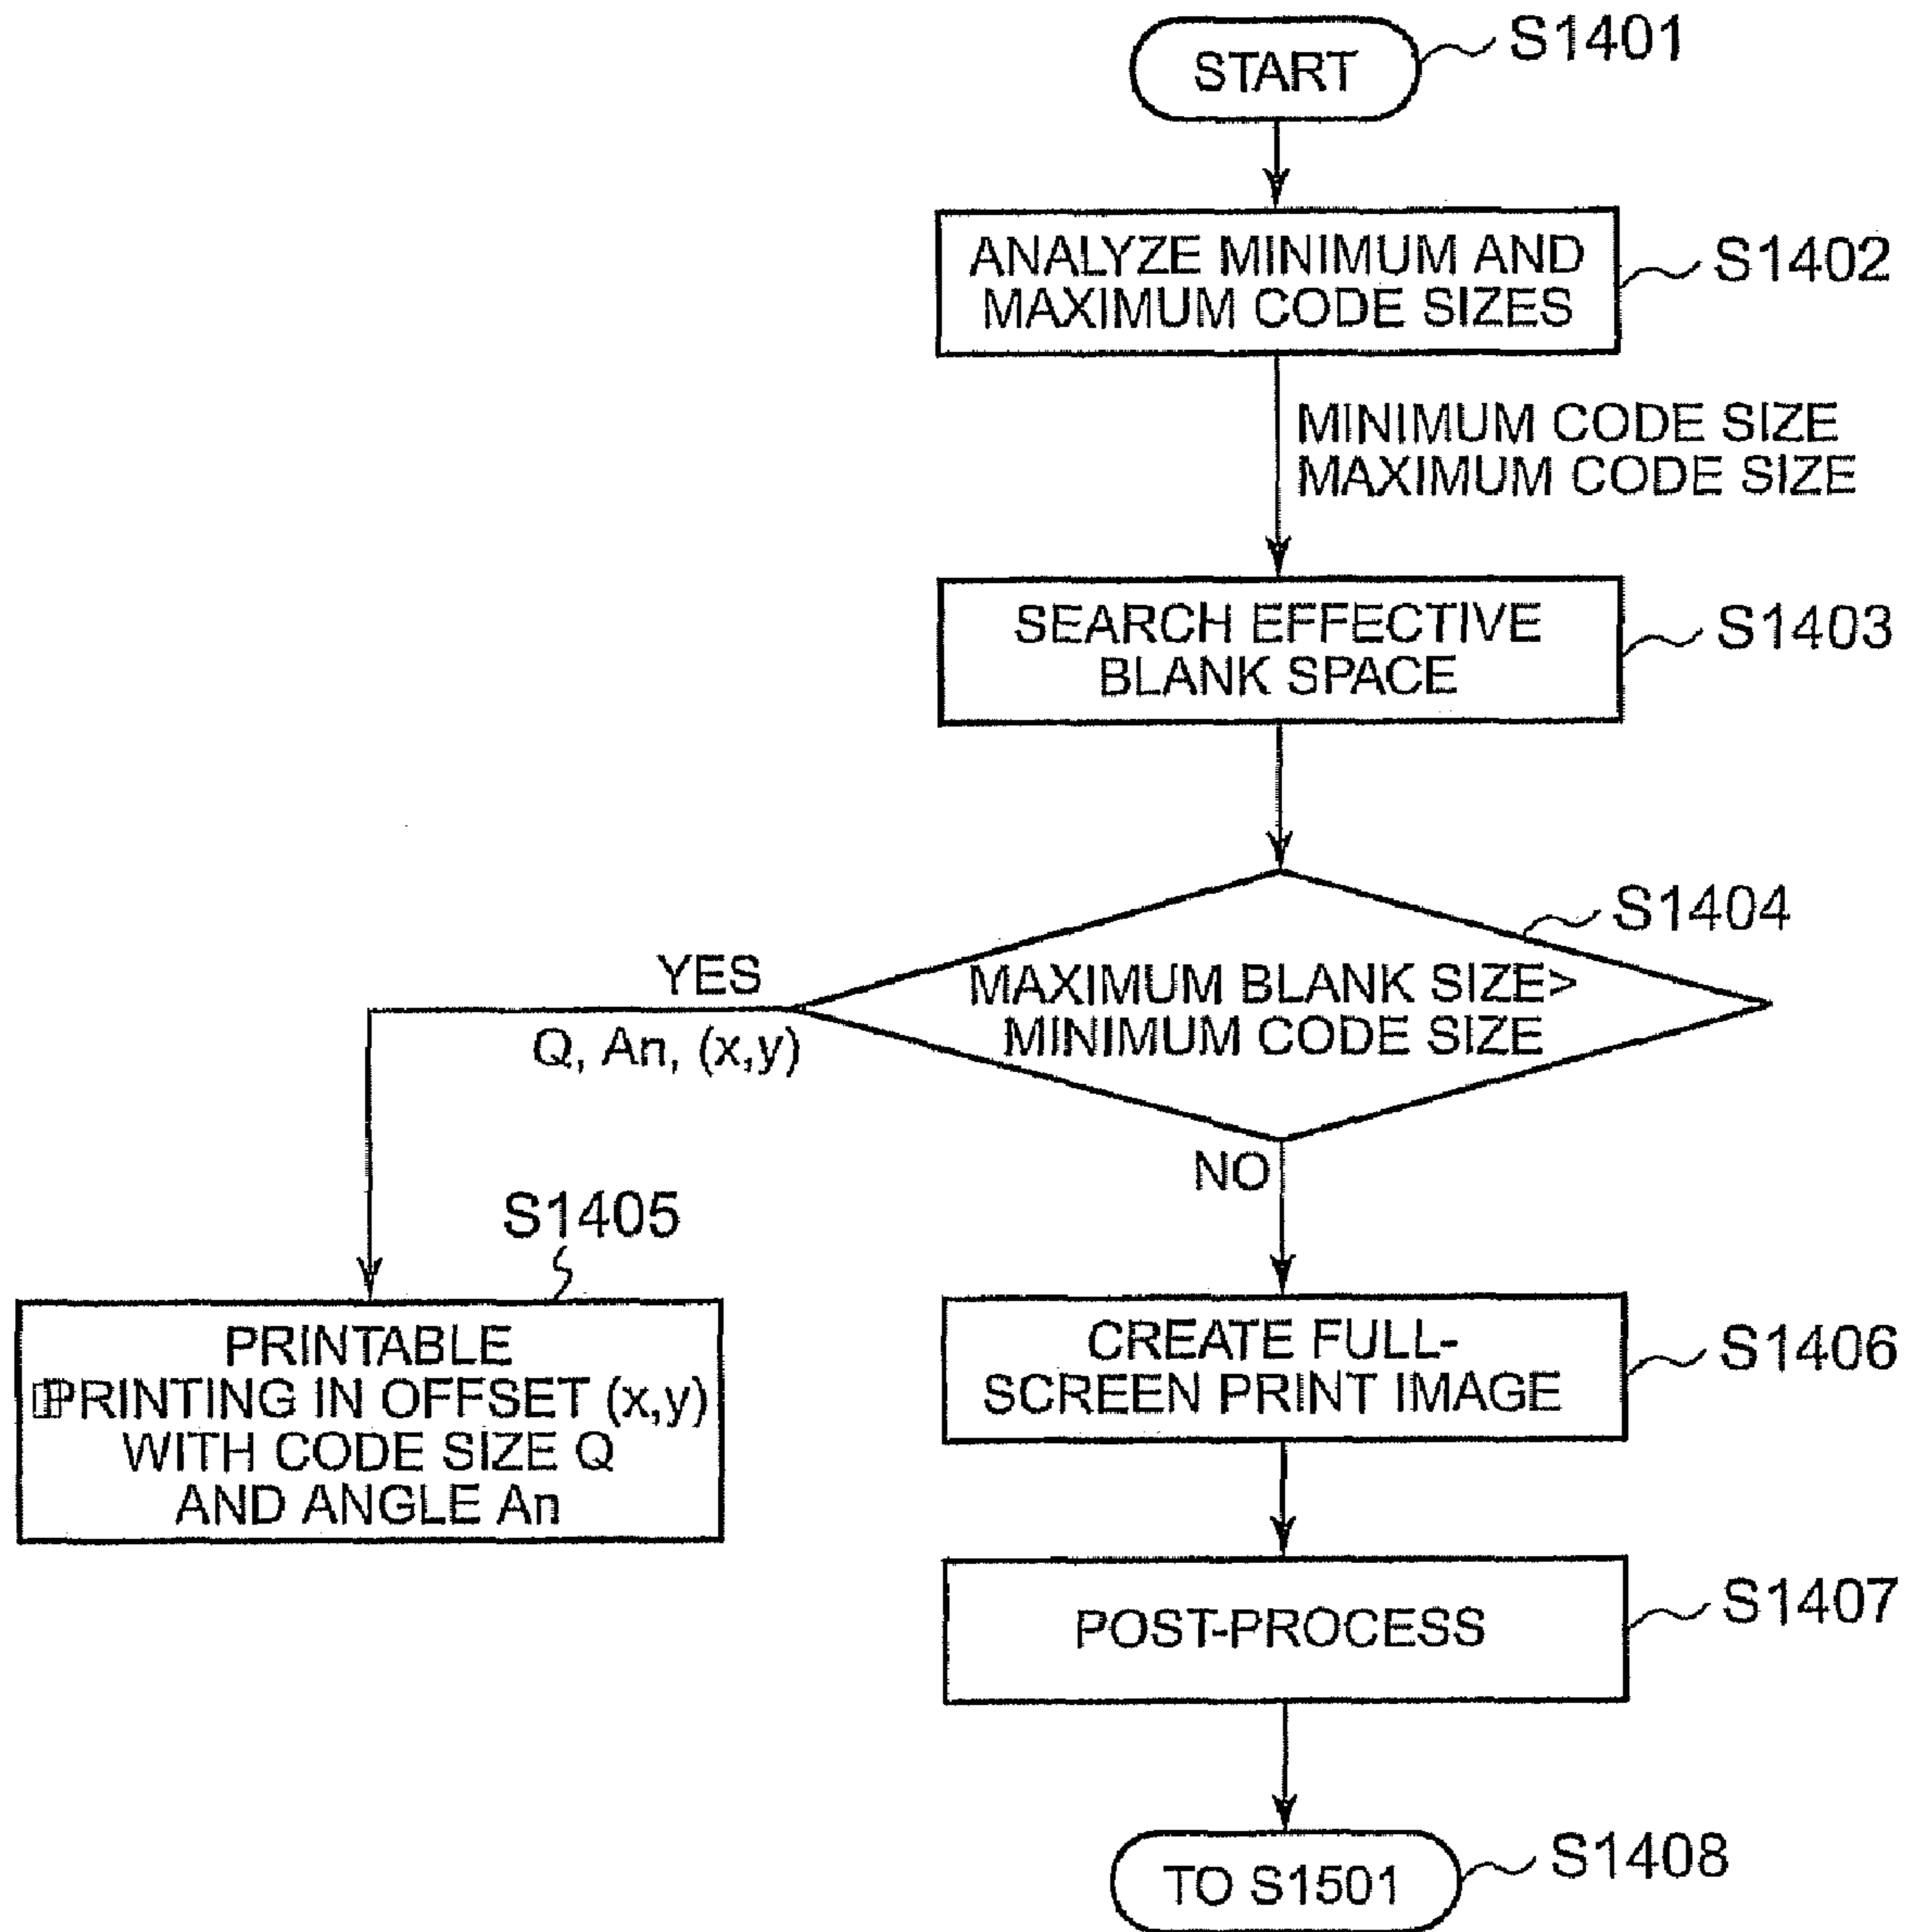 START
S1401
ANALYZE MINIMUM AND
MAXIMUM CODE SIZES
S1402
MINIMUM CODE SIZE
MAXIMUM CODE SIZE
SEARCH EFFECTIVE
BLANK SPACE
S1403
S1404
MAXIMUM BLANK SIZE>
MINIMUM CODE SIZE
YES
Q, An, (x,y)
NO
S1405
PRINTABLE
PRINTING IN OFFSET (x,y)
WITH CODE SIZE Q
AND ANGLE An
CREATE FULL-
SCREEN PRINT IMAGE
S1406
POST-PROCESS
S1407
TO S1501
S1408